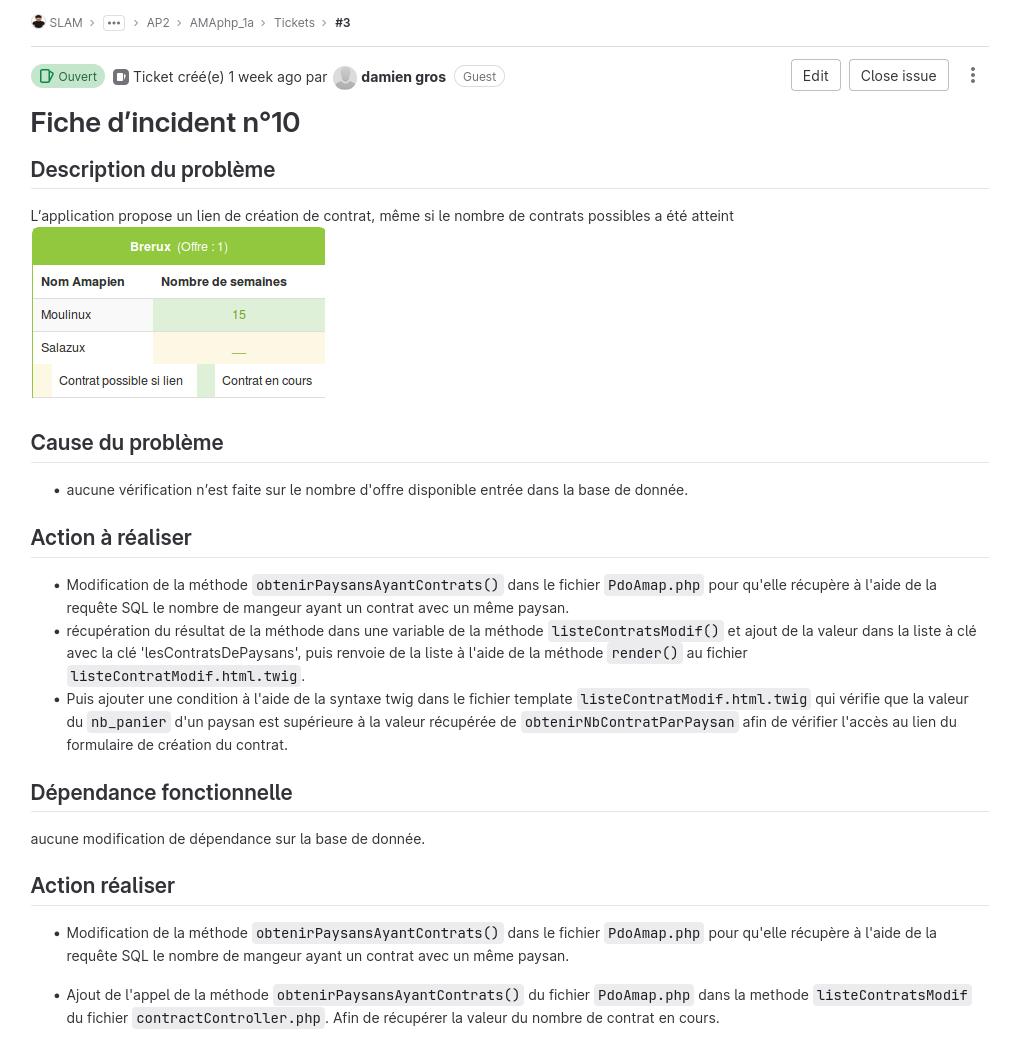 SLAM > ••• > AP2 > AMAphp_1a > Tickets > #3
Ouvert Ticket créé(e) 1 week ago par damien gros Guest Edit Close issue
Fiche d’incident n°10
Description du problème
L’application propose un lien de création de contrat, même si le nombre de contrats possibles a été atteint
Brerux (Offre : 1)
Nom Amapien Nombre de semaines
Moulinux 15
Salazux __
Contrat possible si lien Contrat en cours
Cause du problème
• aucune vérification n’est faite sur le nombre d'offre disponible entrée dans la base de donnée.
Action à réaliser
• Modification de la méthode obtenirPaysansAyantContrats() dans le fichier PdoAmap.php pour qu'elle récupère à l'aide de la
requête SQL le nombre de mangeur ayant un contrat avec un même paysan.
• récupération du résultat de la méthode dans une variable de la méthode listeContratsModif() et ajout de la valeur dans la liste à clé
avec la clé 'lesContratsDePaysans', puis renvoie de la liste à l'aide de la méthode render() au fichier
listeContratModif.html.twig.
• Puis ajouter une condition à l'aide de la syntaxe twig dans le fichier template listeContratModif.html.twig qui vérifie que la valeur
du nb_panier d'un paysan est supérieure à la valeur récupérée de obtenirNbContratParPaysan afin de vérifier l'accès au lien du
formulaire de création du contrat.
Dépendance fonctionnelle
aucune modification de dépendance sur la base de donnée.
Action réaliser
• Modification de la méthode obtenirPaysansAyantContrats() dans le fichier PdoAmap.php pour qu'elle récupère à l'aide de la
requête SQL le nombre de mangeur ayant un contrat avec un même paysan.
• Ajout de l'appel de la méthode obtenirPaysansAyantContrats() du fichier PdoAmap.php dans la methode listeContratsModif
du fichier contractController.php. Afin de récupérer la valeur du nombre de contrat en cours.